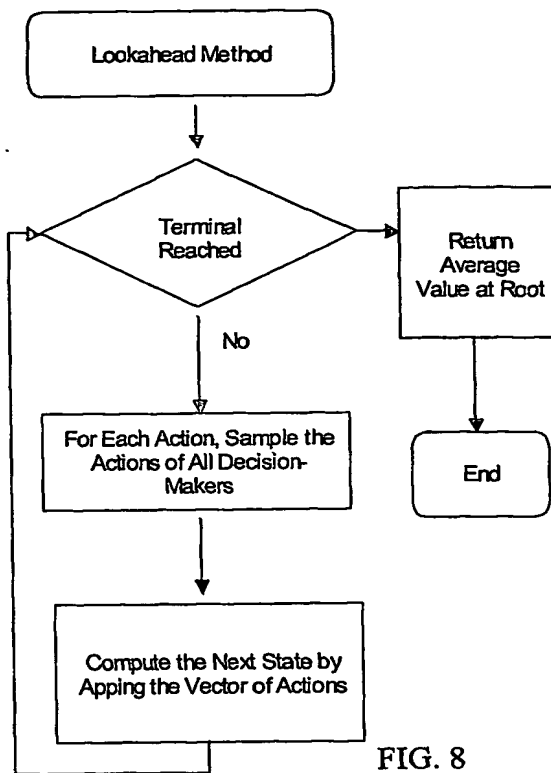 Lookahead Method
Terminal
Reached
Return
Average
Value at Root
No
For Each Action, Sample the
Actions of All Decision-
Makers
End
Compute the Next State by
Apping the Vector of Actions
FIG. 8